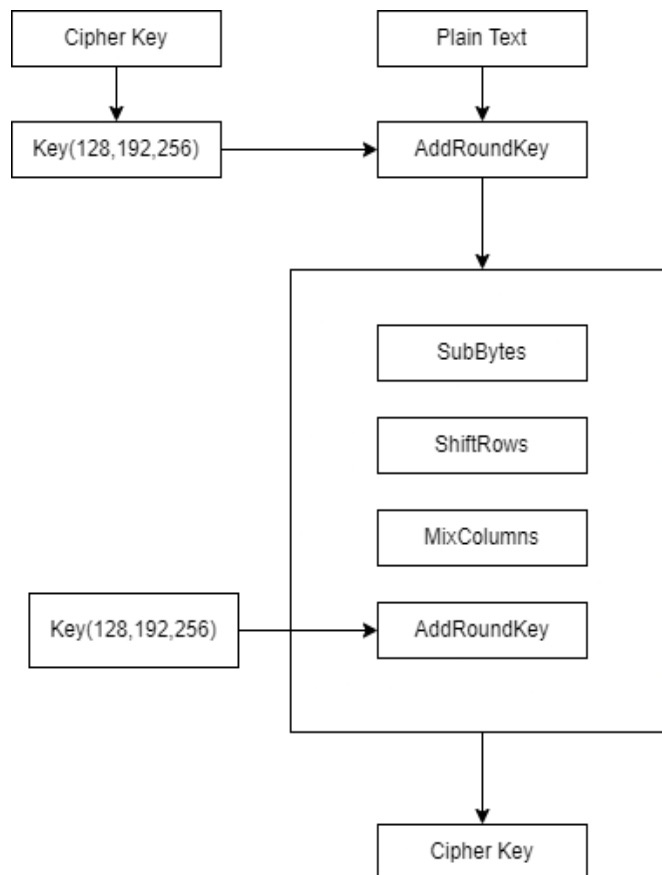 Cipher Key
Plain Text
Key(128,192,256)
AddRoundKey
SubBytes
ShiftRows
MixColumns
Key(128,192,256)
AddRoundKey
Cipher Key